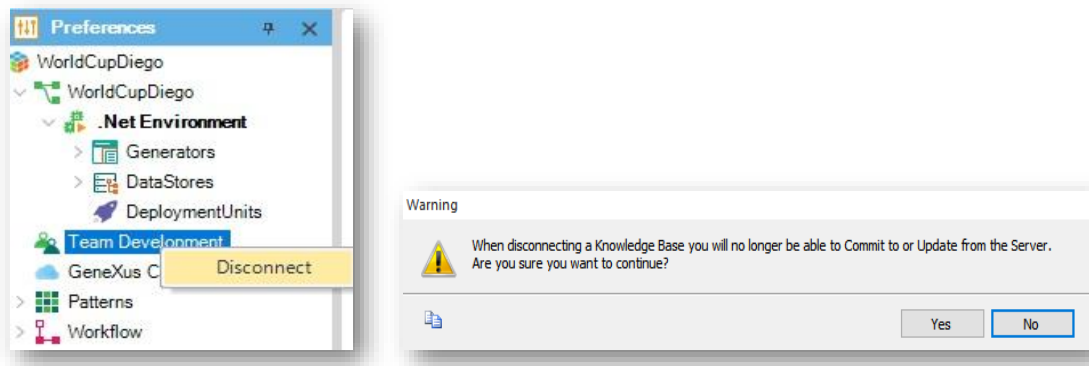 Preferences
WorldCupDiego
WorldCupDiego
.Net Environment
Generators
DataStores
DeploymentUnits
Team Development
GeneXus C
Disconnect
Patterns
Workflow
Warning
When disconnecting a Knowledge Base you will no longer be able to Commit to or Update from the Server.
Are you sure you want to continue?
Yes
No